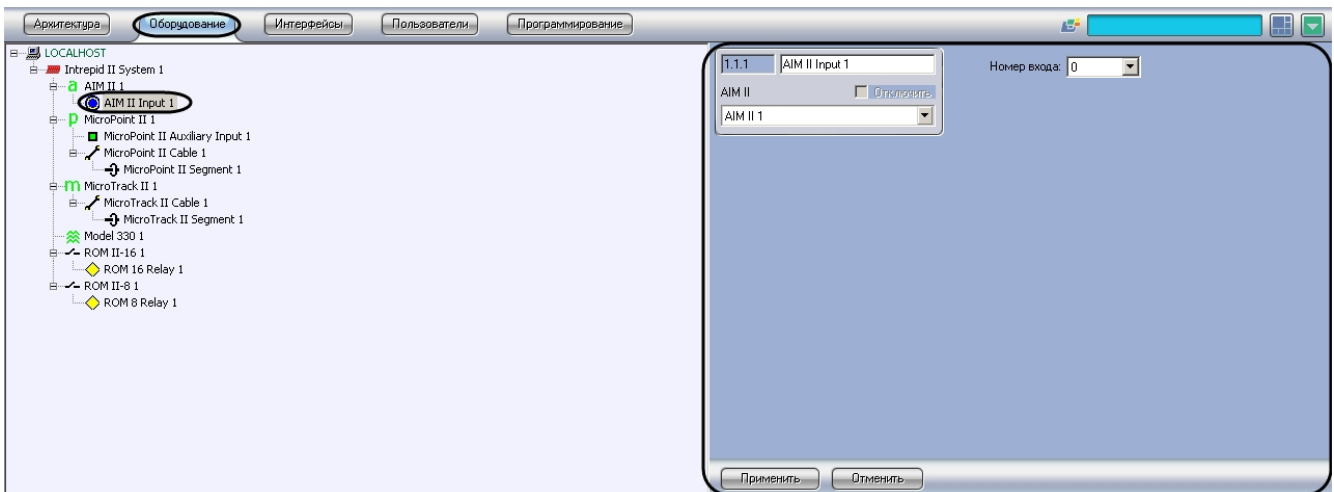 Архитектура Оборудование Интерфейсы Пользователи Программирование
LOCALHOST
Intrepid II System 1
AIM II 1
AIM II Input 1
MicroPoint II 1
MicroPoint II Auxiliary Input 1
MicroPoint II Cable 1
MicroPoint II Segment 1
MicroTrack II 1
MicroTrack II Cable 1
MicroTrack II Segment 1
Model 330 1
ROM II-16 1
ROM 16 Relay 1
ROM II-8 1
ROM 8 Relay 1
1.1.1 AIM II Input 1
AIM II Отключить
AIM II 1
Номер входа: 0
Применить Отменить